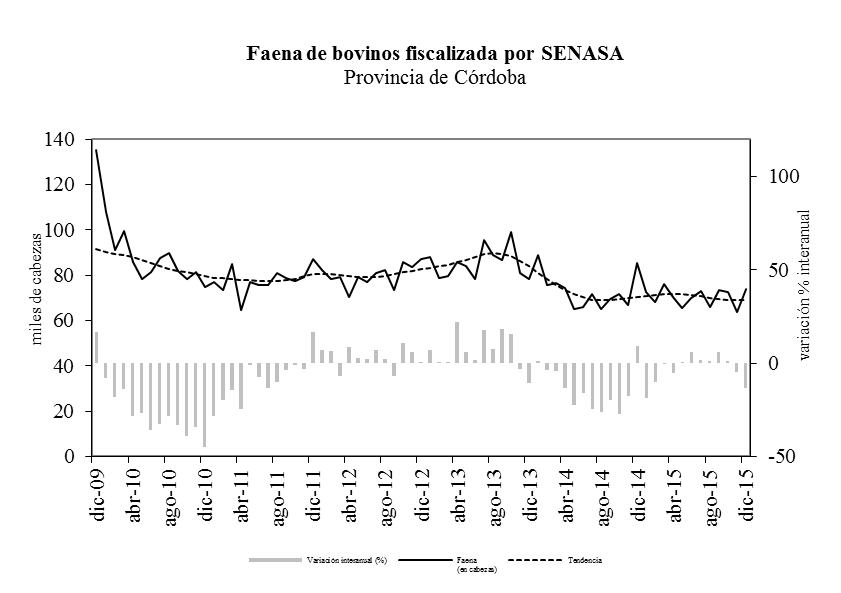 Faena de bovinos fiscalizada por SENASA
Provincia de Córdoba
miles de cabezas
140
120
100
80
60
40
20
0
100
50
0
-50
variación % interanual
dic-09
abr-10
ago-10
dic-10
abr-11
ago-11
dic-11
abr-12
ago-12
dic-12
abr-13
ago-13
dic-13
abr-14
ago-14
dic-14
abr-15
ago-15
dic-15
Variación interanual (%)
Faena
(en cabezas)
Tendencia